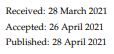 Received: 28 March 2021
Accepted: 26 April 2021
Published: 28 April 2021